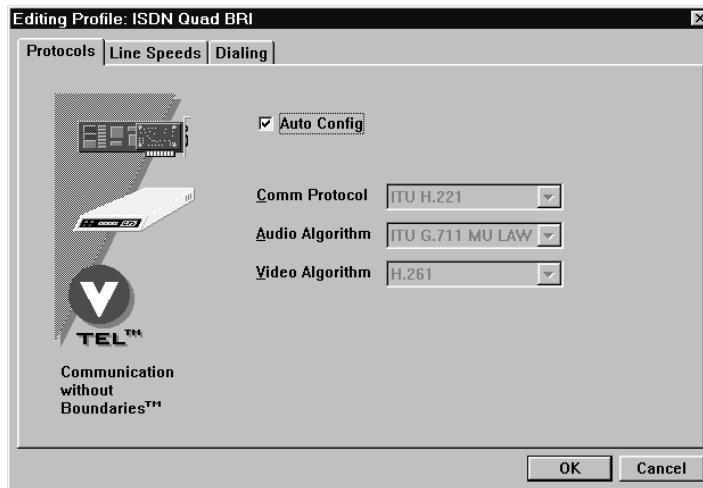 Editing Profile: ISDN Quad BRI
Protocols Line Speeds Dialing
Auto Config
Comm Protocol ITU H.221
Audio Algorithm ITU G.711 MU LAW
Video Algorithm H.261
V
TEL™
Communication
without
Boundaries™
OK Cancel